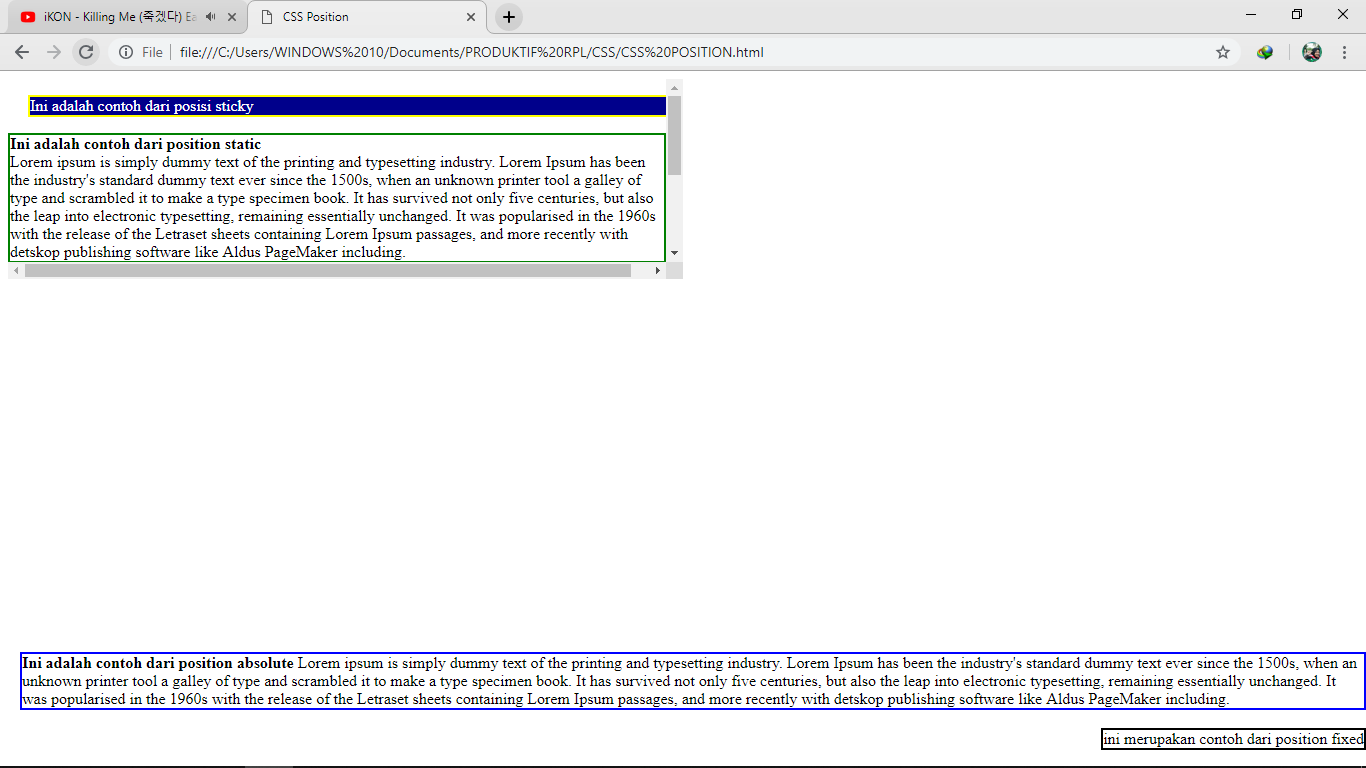 iKON - Killing Me (죽겠다) Ea
CSS Position
File
file:///C:/Users/WINDOWS%2010/Documents/PRODUKTIF%20RPL/CSS/CSS%20POSITION.html
Ini adalah contoh dari posisi sticky
Ini adalah contoh dari position static
Lorem ipsum is simply dummy text of the printing and typesetting industry. Lorem Ipsum has been
the industry's standard dummy text ever since the 1500s, when an unknown printer tool a galley of
type and scrambled it to make a type specimen book. It has survived not only five centuries, but also
the leap into electronic typesetting, remaining essentially unchanged. It was popularised in the 1960s
with the release of the Letraset sheets containing Lorem Ipsum passages, and more recently with
detskop publishing software like Aldus PageMaker including.
Ini adalah contoh dari position absolute Lorem ipsum is simply dummy text of the printing and typesetting industry. Lorem Ipsum has been the industry's standard dummy text ever since the 1500s, when an
unknown printer tool a galley of type and scrambled it to make a type specimen book. It has survived not only five centuries, but also the leap into electronic typesetting, remaining essentially unchanged. It
was popularised in the 1960s with the release of the Letraset sheets containing Lorem Ipsum passages, and more recently with detskop publishing software like Aldus PageMaker including.
ini merupakan contoh dari position fixed